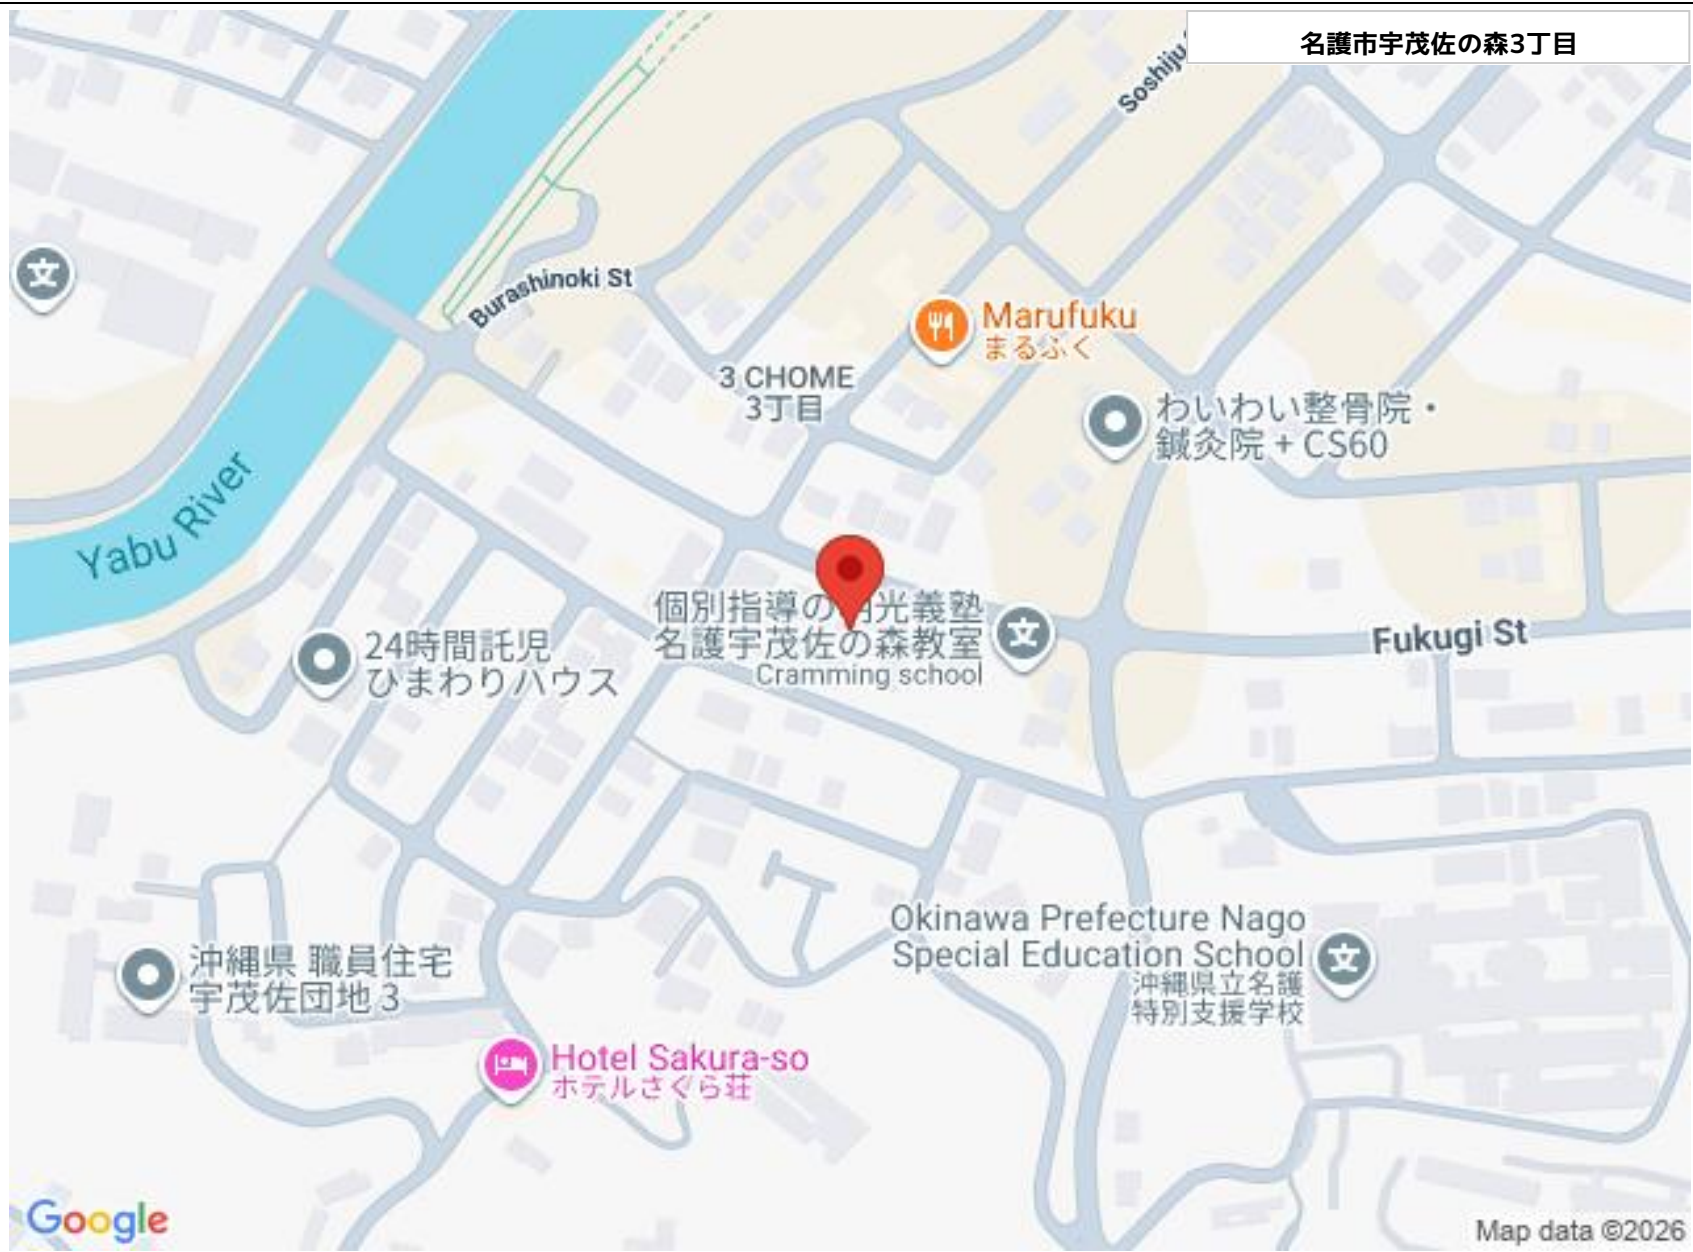 名護市宇茂佐の森3丁目
Soshiju
Burashinoki St
Marufuku
まるふく
3 CHOME
3丁目
わいわい整骨院・
鍼灸院 + CS60
Yabu River
個別指導の 光義塾
名護宇茂佐の森教室
Cramming school
Fukugi St
24時間託児
ひまわりハウス
Okinawa Prefecture Nago
Special Education School
沖縄県立名護
特別支援学校
沖縄県 職員住宅
宇茂佐団地 3
Hotel Sakura-so
ホテルさくら荘
文
文
文
Google
Map data ©2026